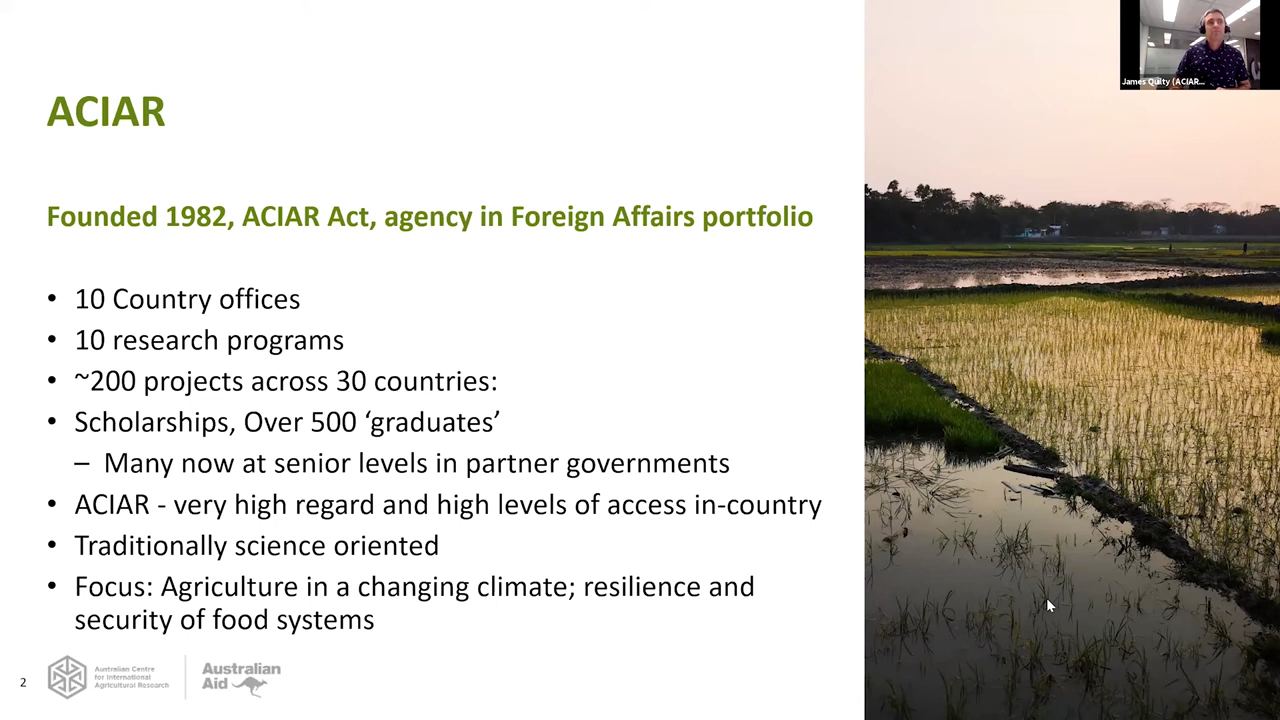 James Quilty (ACIAR...
ACIAR
Founded 1982, ACIAR Act, agency in Foreign Affairs portfolio
• 10 Country offices
• 10 research programs
• ~200 projects across 30 countries:
• Scholarships, Over 500 ‘graduates’
– Many now at senior levels in partner governments
• ACIAR - very high regard and high levels of access in-country
• Traditionally science oriented
• Focus: Agriculture in a changing climate; resilience and
security of food systems
2
Australian Centre
for International
Agricultural Research
Australian
Aid